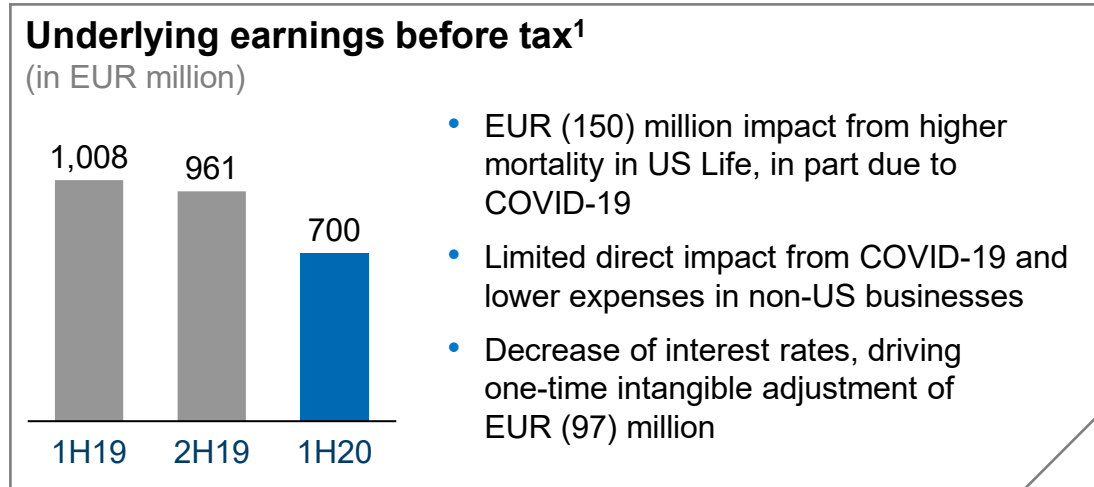 Underlying earnings before tax¹
(in EUR million)
1,008
961
700
1H19
2H19
1H20
• EUR (150) million impact from higher
mortality in US Life, in part due to
COVID-19
• Limited direct impact from COVID-19 and
lower expenses in non-US businesses
• Decrease of interest rates, driving
one-time intangible adjustment of
EUR (97) million